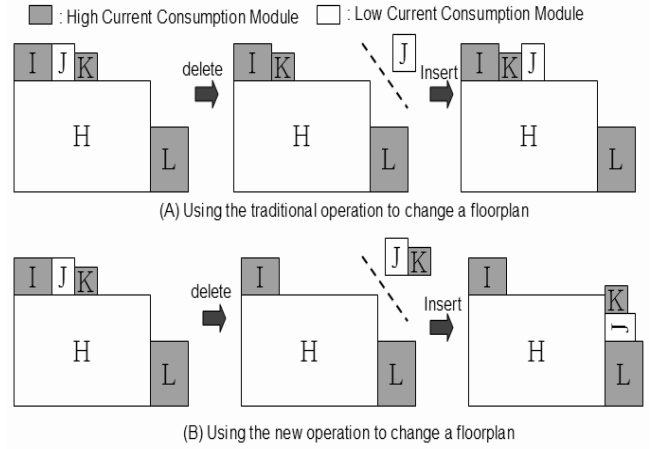 : High Current Consumption Module : Low Current Consumption Module
I J K H L
delete
I K H L
J
Insert
I K J H L
(A) Using the traditional operation to change a floorplan
I J K H L
delete
I H L
J K
Insert
I K J H L
(B) Using the new operation to change a floorplan